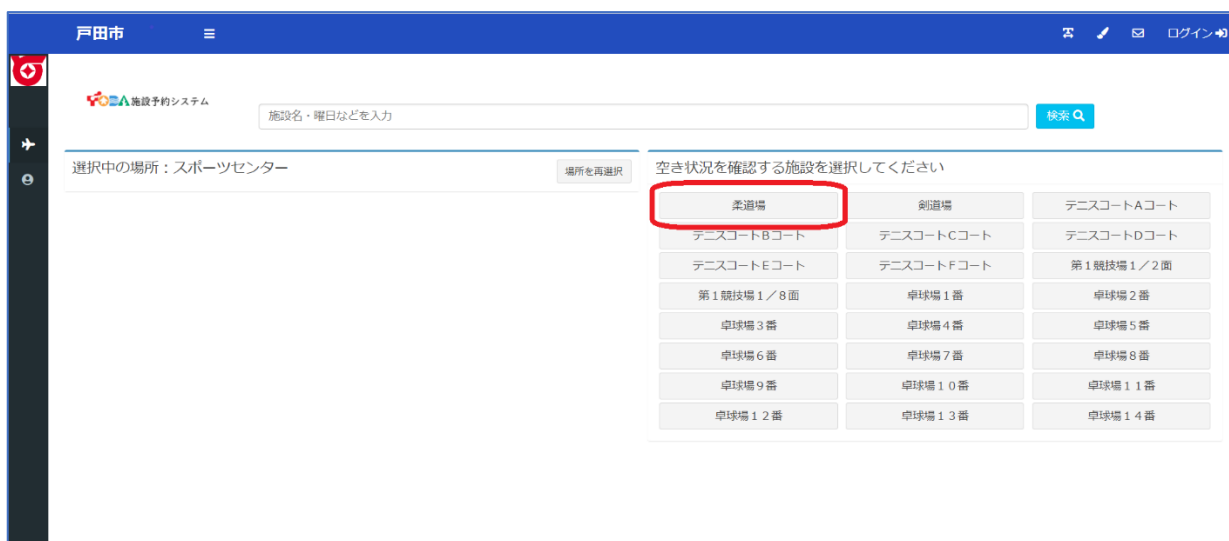 戸田市
ログイン
TODA施設予約システム
施設名・曜日などを入力
検索
選択中の場所：スポーツセンター
場所を再選択
空き状況を確認する施設を選択してください
柔道場 剣道場 テニスコートAコート
テニスコートBコート テニスコートCコート テニスコートDコート
テニスコートEコート テニスコートFコート 第1競技場1／2面
第1競技場1／8面 卓球場1番 卓球場2番
卓球場3番 卓球場4番 卓球場5番
卓球場6番 卓球場7番 卓球場8番
卓球場9番 卓球場10番 卓球場11番
卓球場12番 卓球場13番 卓球場14番